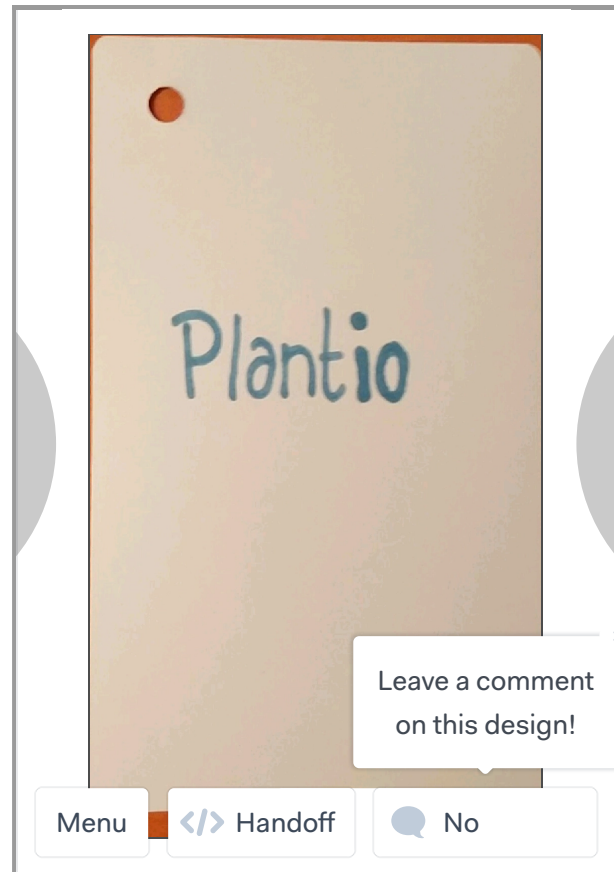 Plantio
Leave a comment
on this design!
Menu
Handoff
No